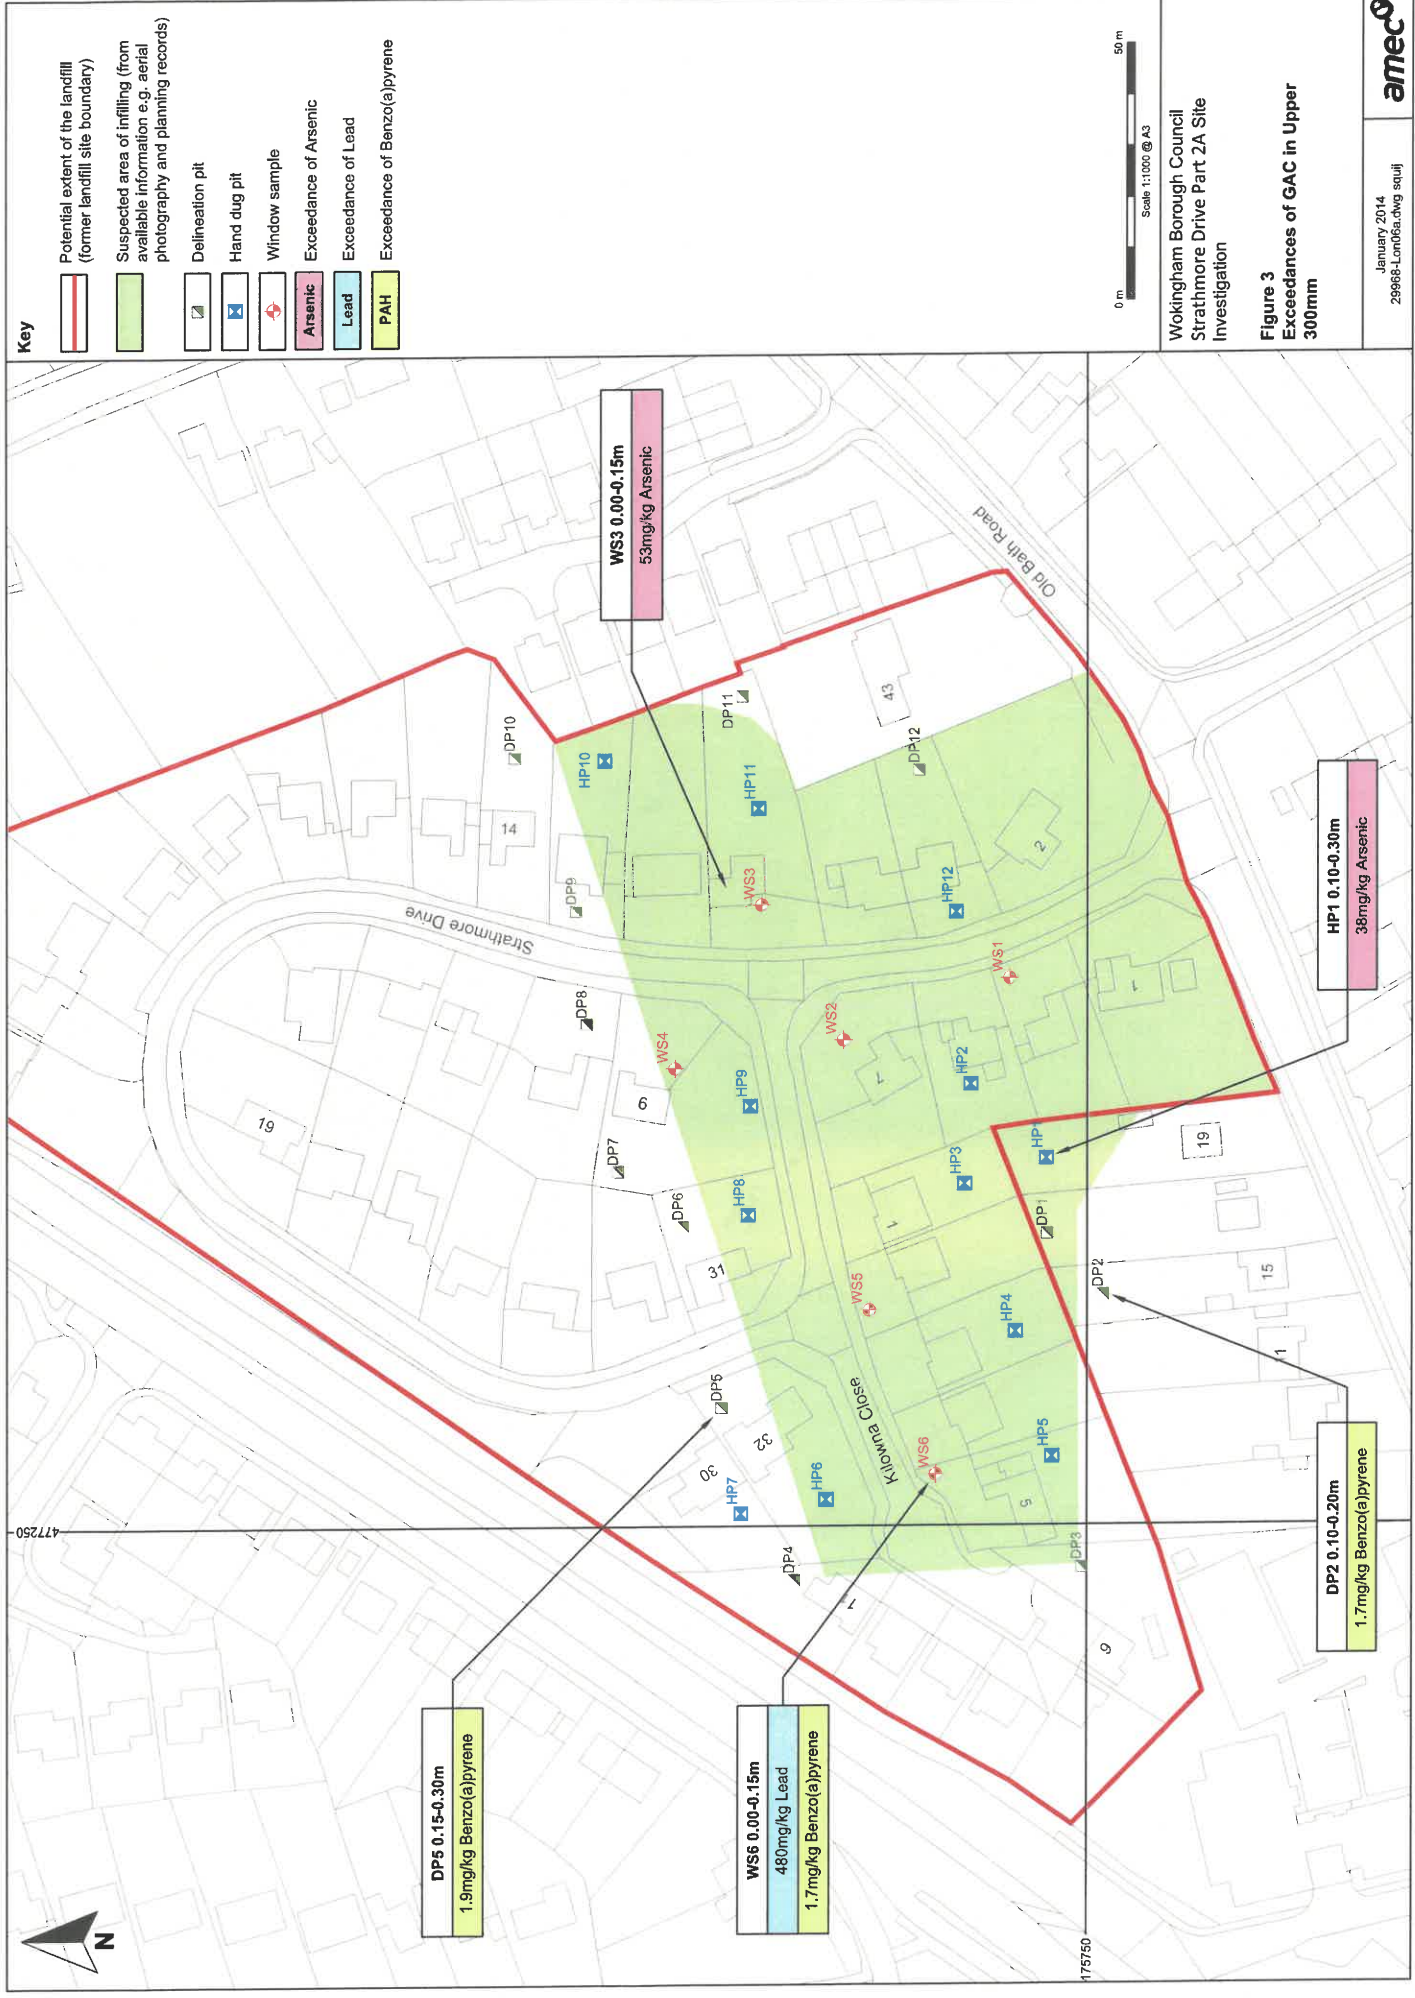 Key
Potential extent of the landfill
(former landfill site boundary)
Suspected area of infilling (from
available information e.g. aerial
photography and planning records)
Delineation pit
Hand dug pit
Window sample
Arsenic
Exceedance of Arsenic
Lead
Exceedance of Lead
PAH
Exceedance of Benzo(a)pyrene
0 m
50 m
Scale 1:1000 @ A3
Wokingham Borough Council
Strathmore Drive Part 2A Site
Investigation
Figure 3
Exceedances of GAC in Upper
300mm
January 2014
29968-Lon06a.dwg squij
amec
N
477250
175750
DP5 0.15-0.30m
1.9mg/kg Benzo(a)pyrene
WS6 0.00-0.15m
480mg/kg Lead
1.7mg/kg Benzo(a)pyrene
DP2 0.10-0.20m
1.7mg/kg Benzo(a)pyrene
HP1 0.10-0.30m
38mg/kg Arsenic
WS3 0.00-0.15m
53mg/kg Arsenic
Strathmore Drive
Kilowna Close
Old Bath Road
DP1
DP2
DP3
DP4
DP5
DP6
DP7
DP8
DP9
DP10
DP11
DP12
HP2
HP3
HP4
HP5
HP6
HP7
HP8
HP9
HP10
HP11
HP12
WS1
WS2
WS3
WS4
WS5
WS6
14
19
9
31
32
30
43
2
1
7
1
5
1
9
11
15
19